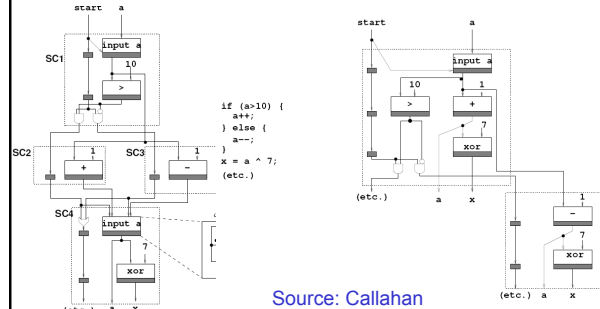 start a
SC1
input a
10
>
if (a>10) {
a++;
} else {
a--;
}
x = a ^ 7;
(etc.)
SC2
1
+
SC3
1
-
SC4
input a
7
xor
(etc.) a x
start a
input a
10
>
1
+
7
xor
(etc.) a x
1
-
7
xor
(etc.) a x
Source: Callahan